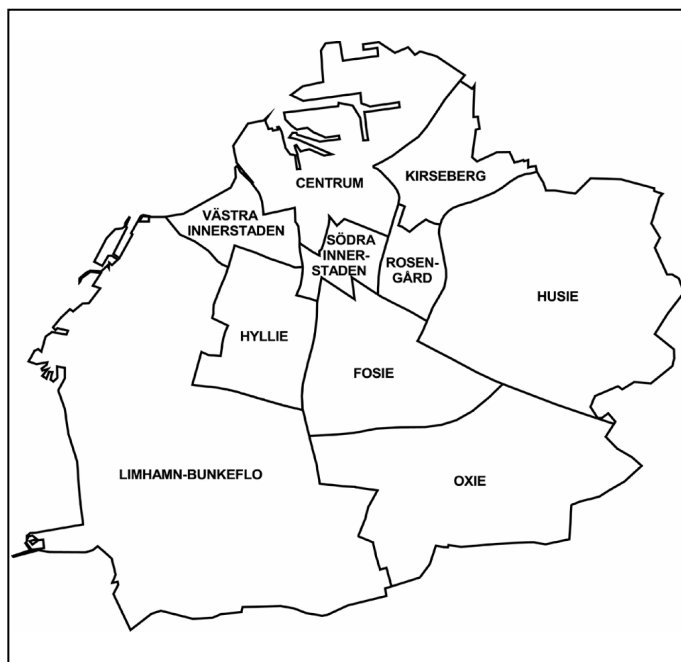 CENTRUM
KIRSEBERG
VÄSTRA
INNERSTADEN
SÖDRA
INNER-
STADEN
ROSEN-
GÅRD
HUSIE
HYLLIE
FOSIE
LIMHAMN-BUNKEFLO
OXIE